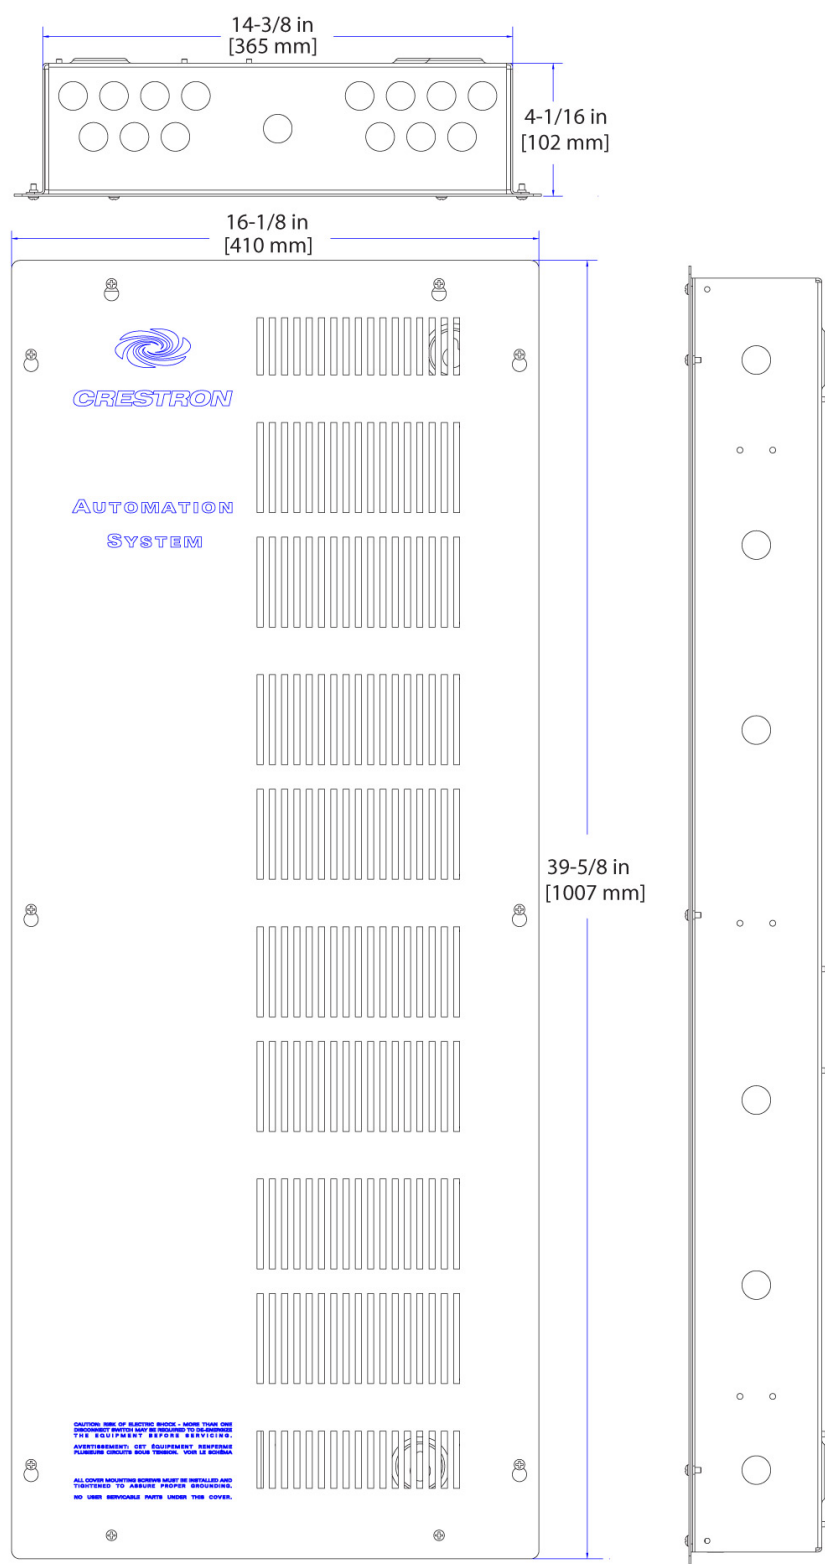 14-3/8 in
[365 mm]
4-1/16 in
[102 mm]
16-1/8 in
[410 mm]
CRESTRON
AUTOMATION
SYSTEM
39-5/8 in
[1007 mm]
CAUTION: RISK OF ELECTRIC SHOCK - MORE THAN ONE
DISCONNECT SWITCH MAY BE REQUIRED TO DE-ENERGIZE
THE EQUIPMENT BEFORE SERVICING.
AVERTISSEMENT: CET ÉQUIPEMENT RENFERME
PLUSIEURS CIRCUITS SOUS TENSION. VOIR LE SCHÉMA
ALL COVER MOUNTING SCREWS MUST BE INSTALLED AND
TIGHTENED TO ASSURE PROPER GROUNDING.
NO USER SERVICABLE PARTS UNDER THIS COVER.